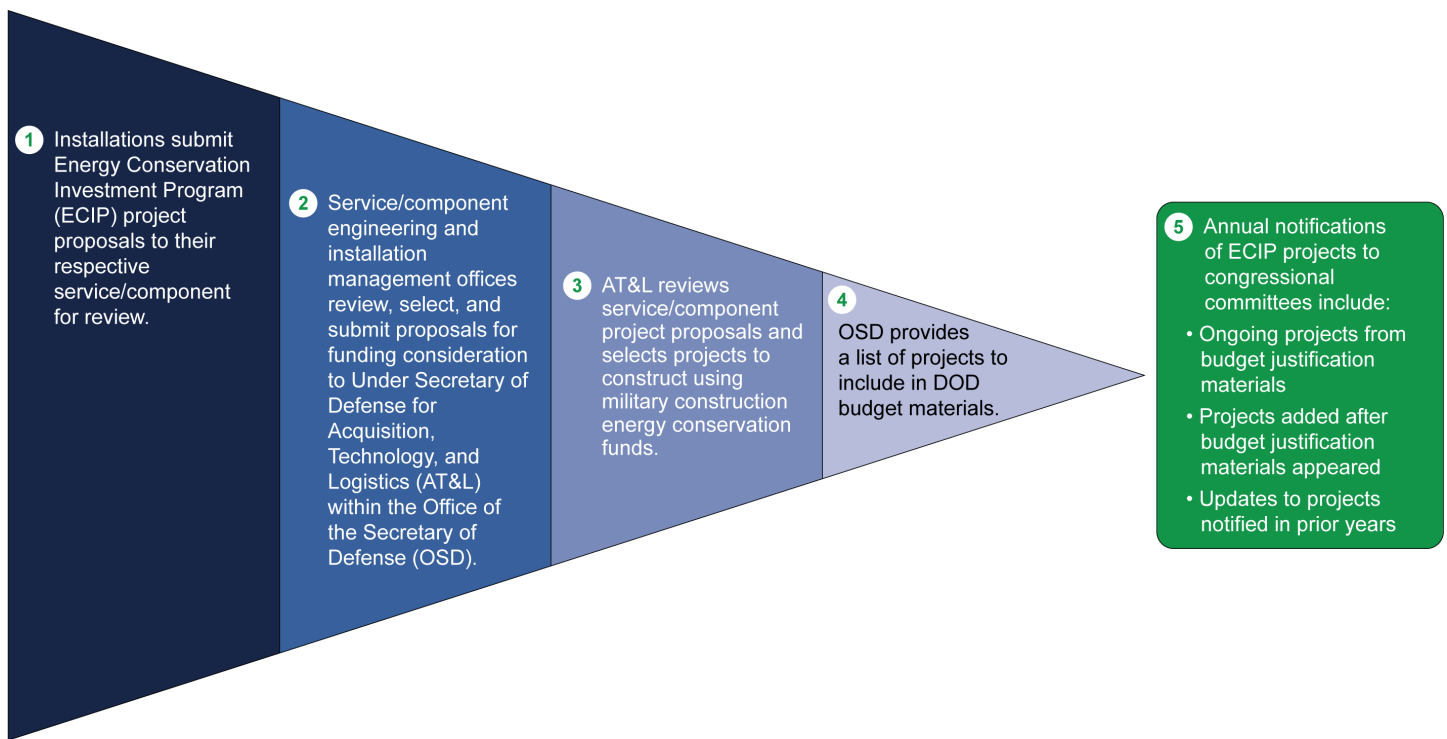 1 Installations submit
Energy Conservation
Investment Program
(ECIP) project
proposals to their
respective
service/component
for review.
2 Service/component
engineering and
installation
management offices
review, select, and
submit proposals for
funding consideration
to Under Secretary of
Defense for
Acquisition,
Technology, and
Logistics (AT&L)
within the Office of
the Secretary of
Defense (OSD).
3 AT&L reviews
service/component
project proposals and
selects projects to
construct using
military construction
energy conservation
funds.
4
OSD provides
a list of projects to
include in DOD
budget materials.
5 Annual notifications
of ECIP projects to
congressional
committees include:
• Ongoing projects from
budget justification
materials
• Projects added after
budget justification
materials appeared
• Updates to projects
notified in prior years